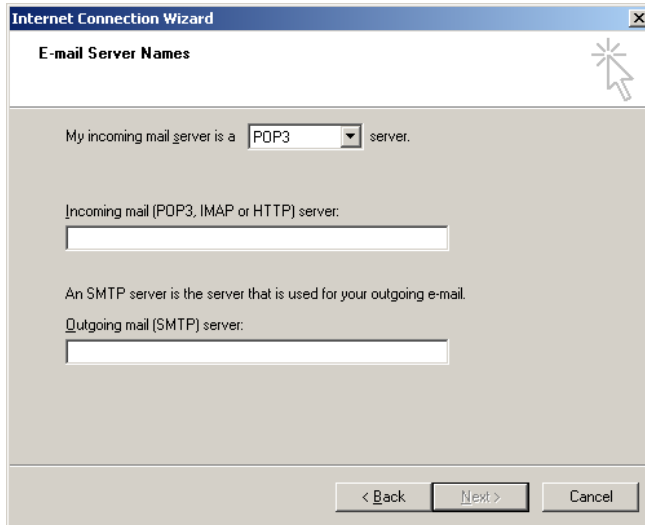 Internet Connection Wizard
E-mail Server Names
My incoming mail server is a POP3 server.
Incoming mail (POP3, IMAP or HTTP) server:
An SMTP server is the server that is used for your outgoing e-mail.
Outgoing mail (SMTP) server:
< Back Next > Cancel